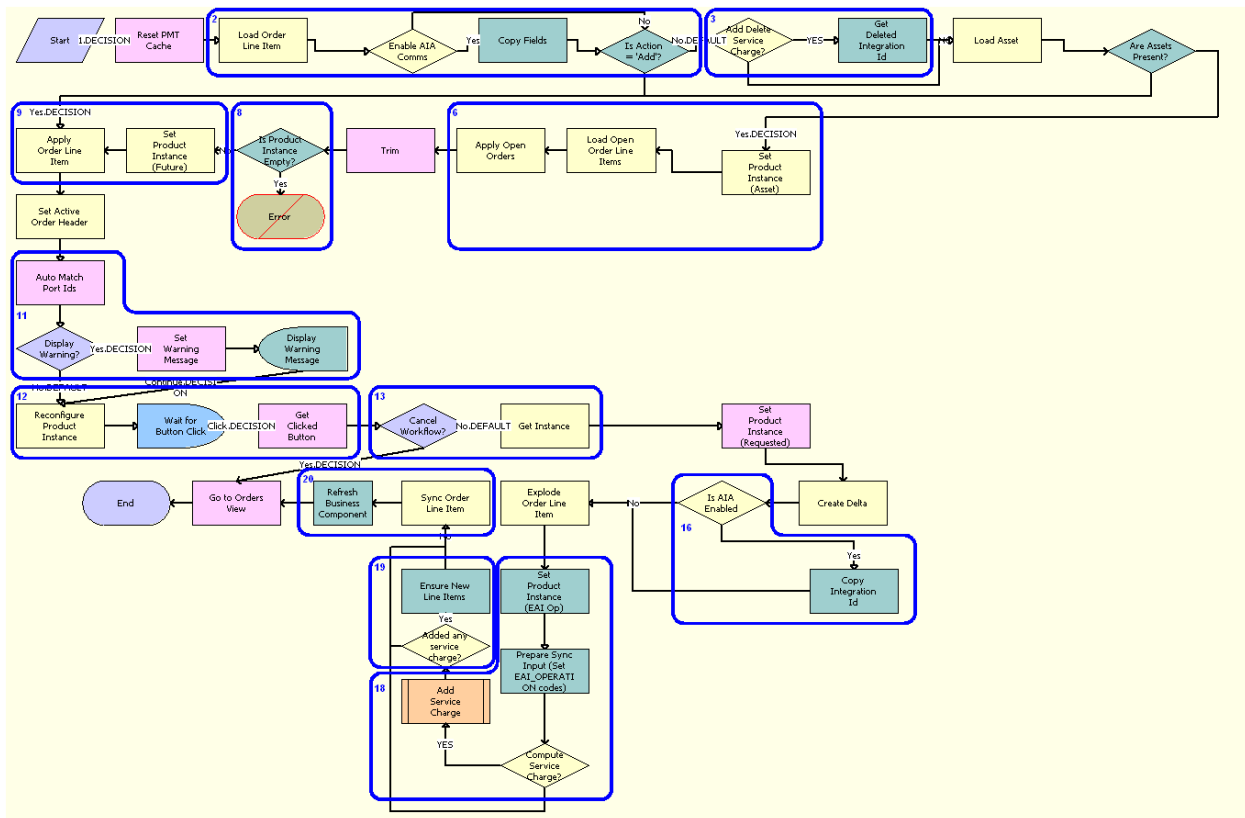 2
3
No
Start
1.DECISION
Reset PMT
Cache
Load Order
Line Item
Enable AIA
Comms
Yes
Copy Fields
Is Action
= 'Add'?
No.DEFAULT
Add Delete
Service
Charge?
YES
Get
Deleted
Integration
Id
No
Load Asset
Are Assets
Present?
9
Yes.DECISION
8
6
Yes.DECISION
Apply
Order Line
Item
Set
Product
Instance
(Future)
No
Is Product
Instance
Empty?
Yes
Error
Trim
Apply Open
Orders
Load Open
Order Line
Items
Set
Product
Instance
(Asset)
Set Active
Order Header
Auto Match
Port Ids
11
Display
Warning?
Yes.DECISION
Set
Warning
Message
Display
Warning
Message
No.DEFAULT
Continue.DECISI
ON
12
13
Reconfigure
Product
Instance
Wait for
Button Click
Click.DECISION
Get
Clicked
Button
Cancel
Workflow?
No.DEFAULT
Get Instance
Set
Product
Instance
(Requested)
Yes.DECISION
20
End
Go to Orders
View
Refresh
Business
Component
Sync Order
Line Item
Explode
Order Line
Item
No
Is AIA
Enabled
Create Delta
16
Yes
No
19
Ensure New
Line Items
Set
Product
Instance
(EAI Op)
Copy
Integration
Id
Yes
Added any
service
charge?
Prepare Sync
Input (Set
EAI_OPERATI
ON codes)
18
Add
Service
Charge
YES
Compute
Service
Charge?